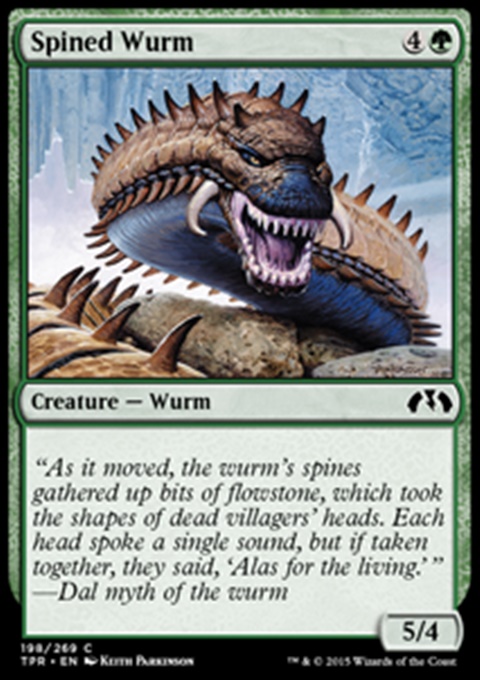 Spined Wurm 4
Creature — Wurm
“As it moved, the wurm’s spines
gathered up bits of flowstone, which took
the shapes of dead villagers’ heads. Each
head spoke a single sound, but if taken
together, they said, ‘Alas for the living.’”
—Dal myth of the wurm
5/4
198/269 C
TPR • EN Keith Parkinson
™ & © 2015 Wizards of the Coast